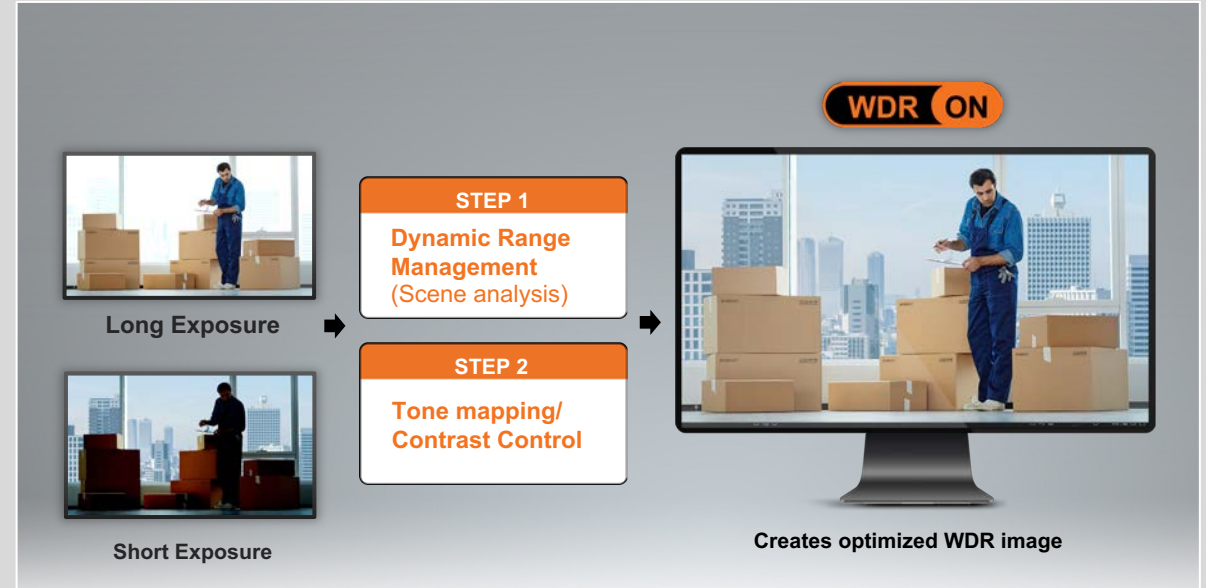 WDR ON
Long Exposure
Short Exposure
STEP 1
Dynamic Range
Management
(Scene analysis)
STEP 2
Tone mapping/
Contrast Control
Creates optimized WDR image